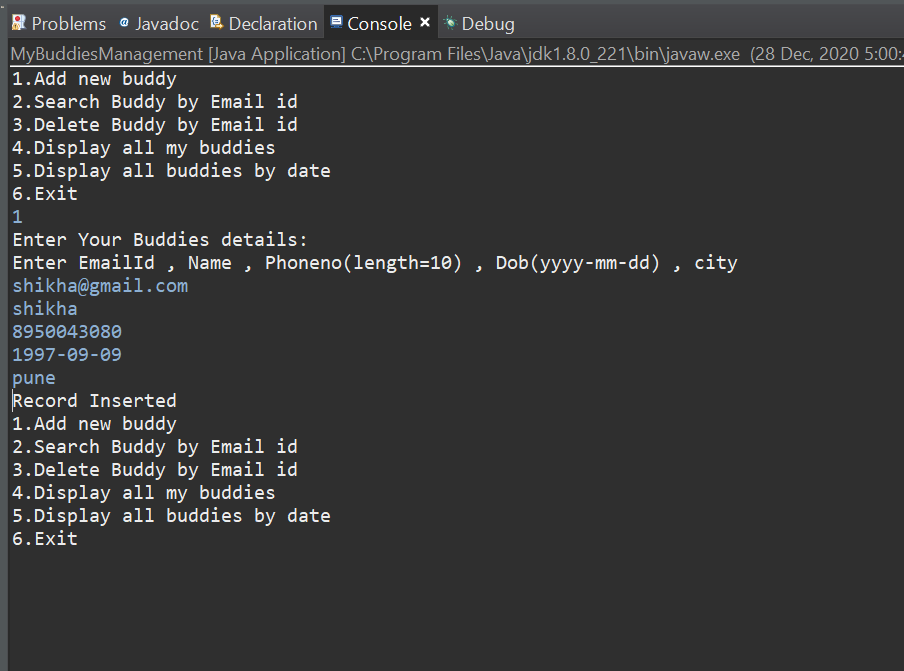 Problems Javadoc Declaration Console Debug
MyBuddiesManagement [Java Application] C:\Program Files\Java\jdk1.8.0_221\bin\javaw.exe (28 Dec, 2020 5:00:
1.Add new buddy
2.Search Buddy by Email id
3.Delete Buddy by Email id
4.Display all my buddies
5.Display all buddies by date
6.Exit
1
Enter Your Buddies details:
Enter EmailId , Name , Phoneno(length=10) , Dob(yyyy-mm-dd) , city
shikha@gmail.com
shikha
8950043080
1997-09-09
pune
Record Inserted
1.Add new buddy
2.Search Buddy by Email id
3.Delete Buddy by Email id
4.Display all my buddies
5.Display all buddies by date
6.Exit